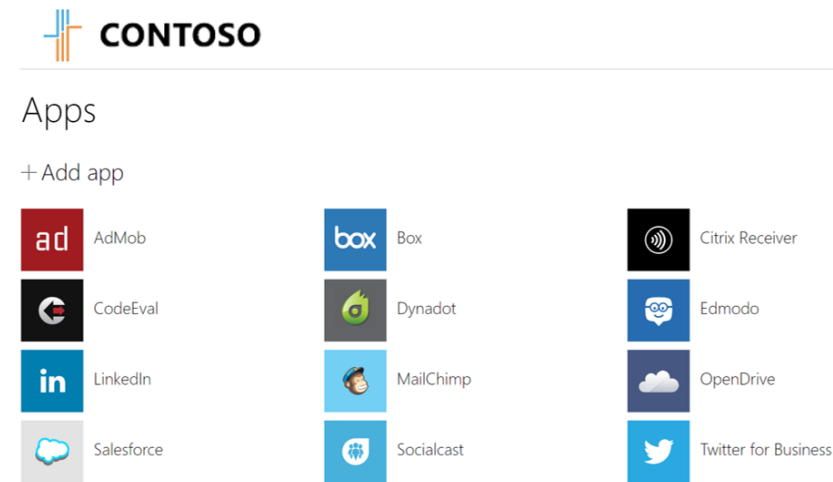 CONTOSO
Apps
+ Add app
ad AdMob
box Box
Citrix Receiver
CodeEval
Dynadot
Edmodo
in LinkedIn
MailChimp
OpenDrive
Salesforce
Socialcast
Twitter for Business